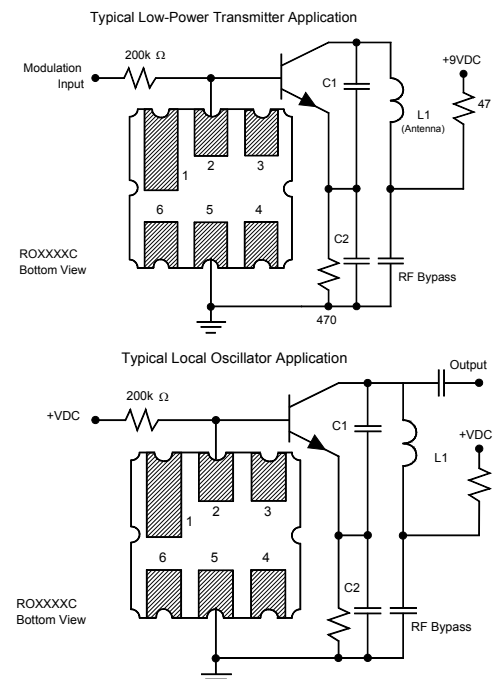 Typical Low-Power Transmitter Application
200k Ω
Modulation
Input
C1
+9VDC
47
L1
(Antenna)
1
2
3
6
5
4
ROXXXXC
Bottom View
C2
RF Bypass
470
Typical Local Oscillator Application
Output
200k Ω
+VDC
C1
+VDC
L1
1
2
3
6
5
4
ROXXXXC
Bottom View
C2
RF Bypass